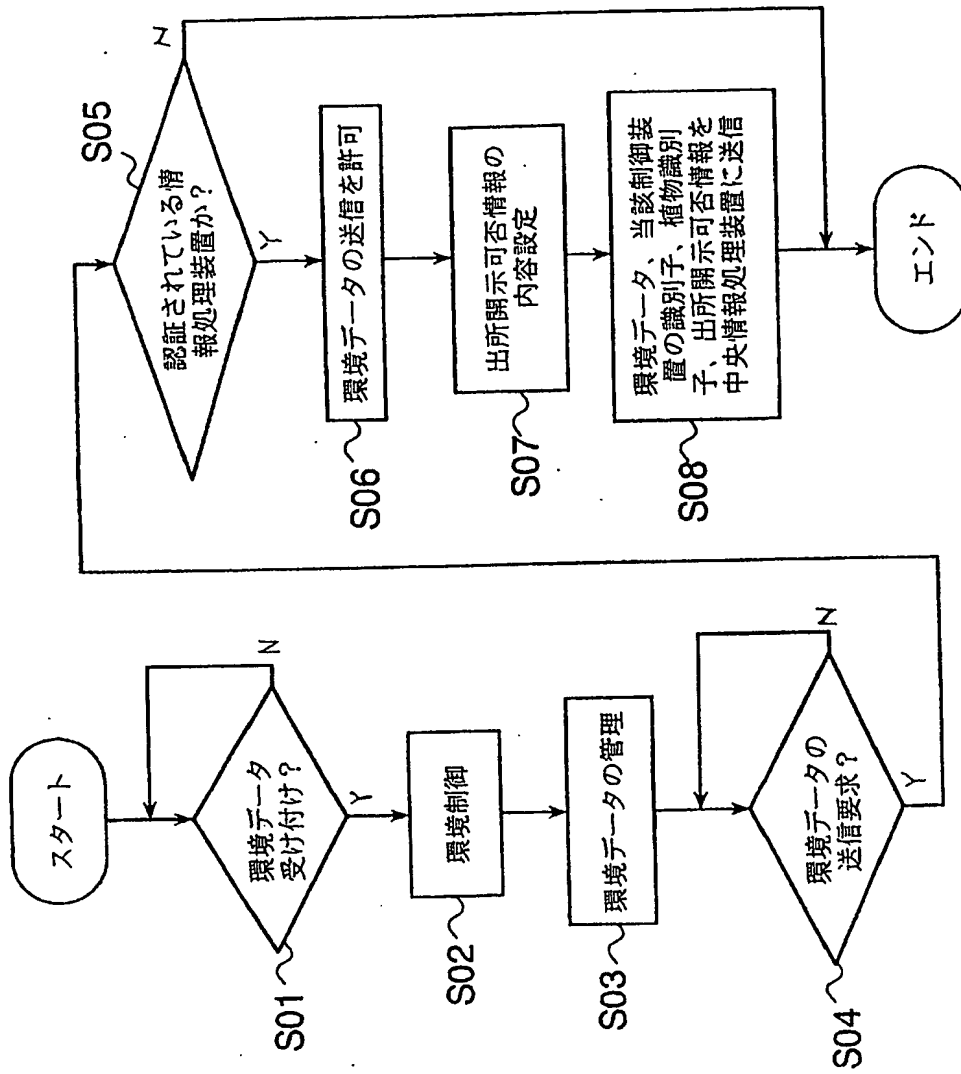 スタート
環境データ
受け付け?
N
Y
S01
環境制御
S02
環境データの管理
S03
環境データの
送信要求?
N
Y
S04
認証されている情
報処理装置か?
N
Y
S05
環境データの送信を許可
S06
出所開示可否情報の
内容設定
S07
環境データ、当該制御装
置の識別子、植物識別
子、出所開示可否情報を
中央情報処理装置に送信
S08
エンド